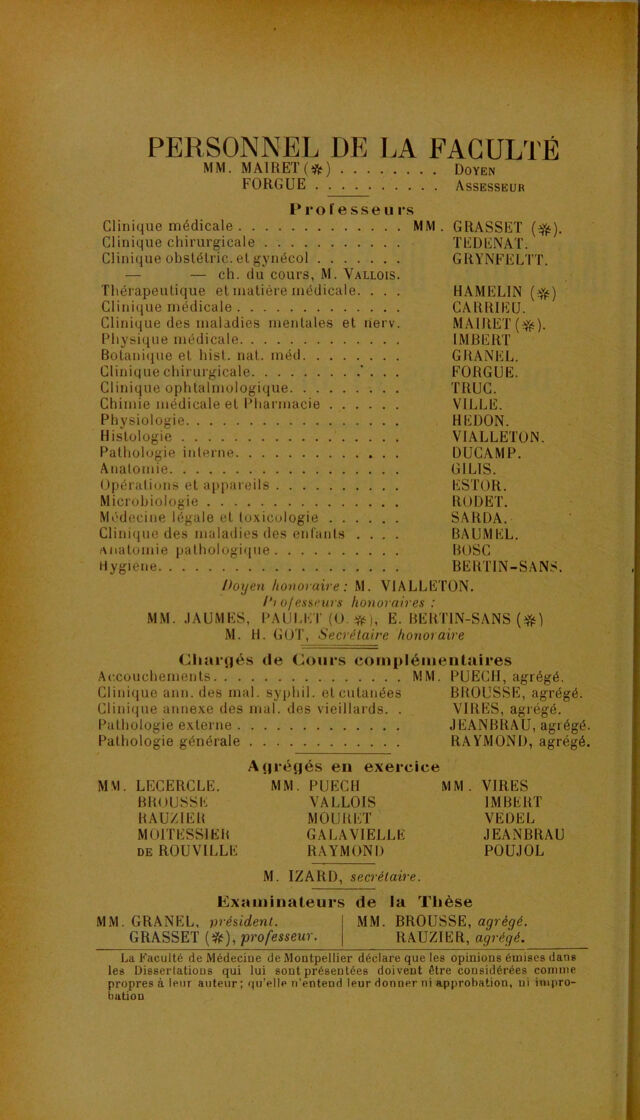 PERSONNEL DE LA FACULTÉ
MM. MAIRET (✻) ........ DOYEN
FORGUE .......... ASSESSEUR
Professeurs
Clinique médicale ............ MM. GRASSET (✻).
Clinique chirurgicale ........... TEDENAT.
Clinique obstétric. et gynécol ....... GRYNFELTT.
— — ch. du cours, M. VALLOIS.
Thérapeutique et matière médicale .... HAMELIN (✻)
Clinique médicale ............. CARRIEU.
Clinique des maladies mentales et nerv. MAIRET (✻).
Physique médicale ............. IMBERT
Botanique et hist. nat. méd ........ GRANEL.
Clinique chirurgicale ............ FORGUE.
Clinique ophtalmologique ......... TRUC.
Chimie médicale et Pharmacie ...... VILLE.
Physiologie ................. HEDON.
Histologie ................. VIALLETON.
Pathologie interne ............. DUCAMP.
Anatomie .................. GILIS.
Opérations et appareils .......... ESTOR.
Microbiologie ............... RODET.
Médecine légale et toxicologie ...... SARDA.
Clinique des maladies des enfants .... BAUMEL.
Anatomie pathologique .......... BOSC
Hygiene ................... BERTIN-SANS.
Doyen honoraire : M. VIALLETON.
Professeurs honoraires :
MM. JAUMES, PAULET (O. ✻), E. BERTIN-SANS (✻)
M. H. GOT, Secrétaire honoraire
Chargés de Cours complémentaires
Accouchements ............... MM. PUECH, agrégé.
Clinique ann. des mal. syphil. et cutanées BROUSSE, agrégé.
Clinique annexe des mal. des vieillards. . VIRES, agrégé.
Pathologie externe ............. JEANBRAU, agrégé.
Pathologie générale ............ RAYMOND, agrégé.
Agrégés en exercice
MM. LECERCLE. MM. PUECH MM. VIRES
BROUSSE VALLOIS IMBERT
RAUZIER MOURET VEDEL
MOITESSIER GALAVIELLE JEANBRAU
DE ROUVILLE RAYMOND POUJOL
M. IZARD, secrétaire.
Examinateurs de la Thèse
MM. GRANEL, président. MM. BROUSSE, agrégé.
GRASSET (✻), professeur. RAUZIER, agrégé.
La Faculté de Médecine de Montpellier déclare que les opinions émises dans
les Dissertations qui lui sont présentées doivent être considérées comme
propres à leur auteur ; qu'elle n'entend leur donner ni approbation, ni impro-
bation